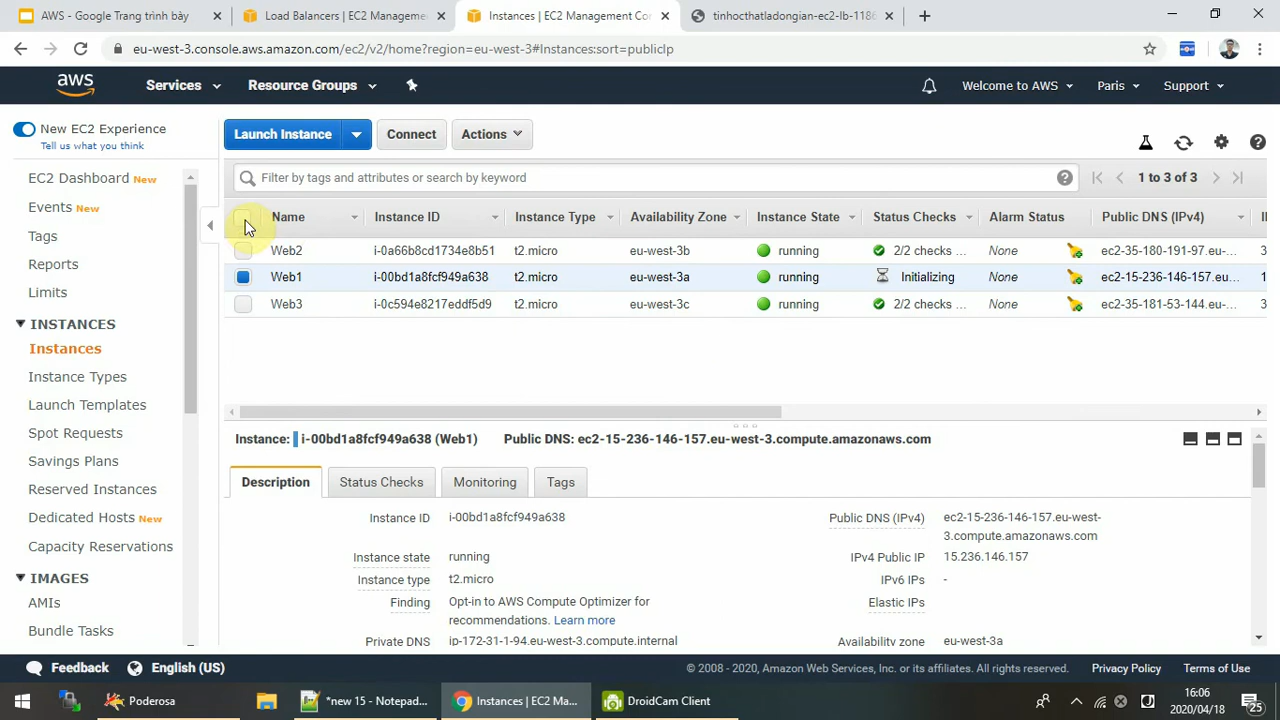 AWS - Google Trang trình bày
Load Balancers | EC2 Manageme
Instances | EC2 Management Con
tinhocthatladongian-ec2-lb-1186
eu-west-3.console.aws.amazon.com/ec2/v2/home?region=eu-west-3#Instances:sort=publicIp
aws
Services
Resource Groups
Welcome to AWS
Paris
Support
New EC2 Experience
Tell us what you think
Launch Instance
Connect
Actions
EC2 Dashboard New
Events New
Tags
Reports
Limits
INSTANCES
Instances
Instance Types
Launch Templates
Spot Requests
Savings Plans
Reserved Instances
Dedicated Hosts New
Capacity Reservations
IMAGES
AMIs
Bundle Tasks
Filter by tags and attributes or search by keyword
1 to 3 of 3
Name Instance ID Instance Type Availability Zone Instance State Status Checks Alarm Status Public DNS (IPv4)
Web2 i-0a66b8cd1734e8b51 t2.micro eu-west-3b running 2/2 checks ... None ec2-35-180-191-97.eu-...
Web1 i-00bd1a8fcf949a638 t2.micro eu-west-3a running Initializing None ec2-15-236-146-157.eu...
Web3 i-0c594e8217eddf5d9 t2.micro eu-west-3c running 2/2 checks ... None ec2-35-181-53-144.eu-...
Instance: i-00bd1a8fcf949a638 (Web1) Public DNS: ec2-15-236-146-157.eu-west-3.compute.amazonaws.com
Description
Status Checks
Monitoring
Tags
Instance ID i-00bd1a8fcf949a638
Instance state running
Instance type t2.micro
Finding Opt-in to AWS Compute Optimizer for
recommendations. Learn more
Private DNS ip-172-31-1-94.eu-west-3.compute.internal
Public DNS (IPv4) ec2-15-236-146-157.eu-west-
3.compute.amazonaws.com
IPv4 Public IP 15.236.146.157
IPv6 IPs -
Elastic IPs
Availability zone eu-west-3a
Feedback
English (US)
© 2008 - 2020, Amazon Web Services, Inc. or its affiliates. All rights reserved.
Privacy Policy
Terms of Use
Poderosa
*new 15 - Notepad...
Instances | EC2 Ma...
DroidCam Client
16:06
2020/04/18
25